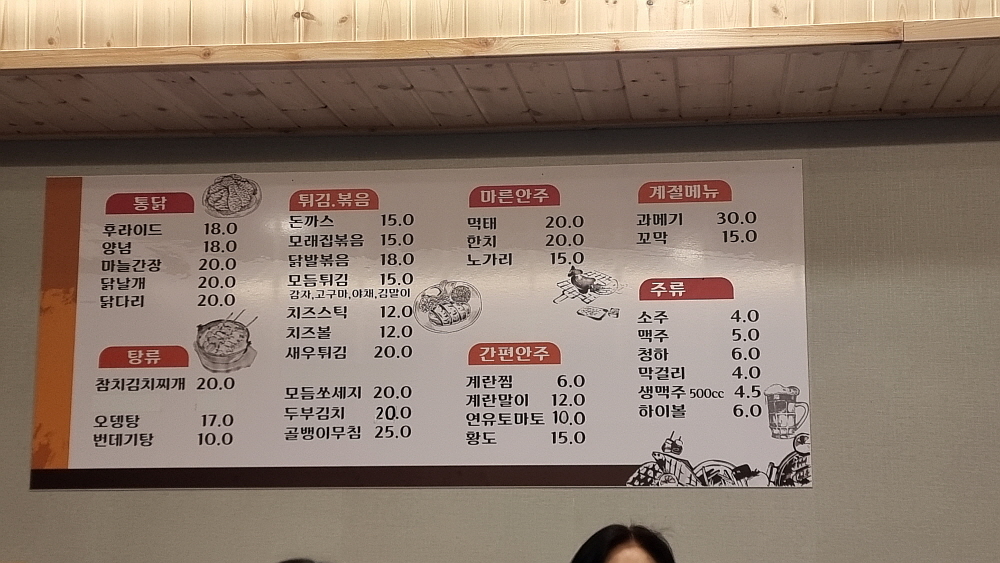 통닭
후라이드 18.0
양념 18.0
마늘간장 20.0
닭날개 20.0
닭다리 20.0
탕류
참치김치찌개 20.0
오뎅탕 17.0
번데기탕 10.0
튀김.볶음
돈까스 15.0
모래집볶음 15.0
닭발볶음 18.0
모듬튀김 15.0
감자,고구마,야채,김말이
치즈스틱 12.0
치즈볼 12.0
새우튀김 20.0
모듬쏘세지 20.0
두부김치 20.0
골뱅이무침 25.0
마른안주
먹태 20.0
한치 20.0
노가리 15.0
간편안주
계란찜 6.0
계란말이 12.0
연유토마토 10.0
황도 15.0
계절메뉴
과메기 30.0
꼬막 15.0
주류
소주 4.0
맥주 5.0
청하 6.0
막걸리 4.0
생맥주 500cc 4.5
하이볼 6.0